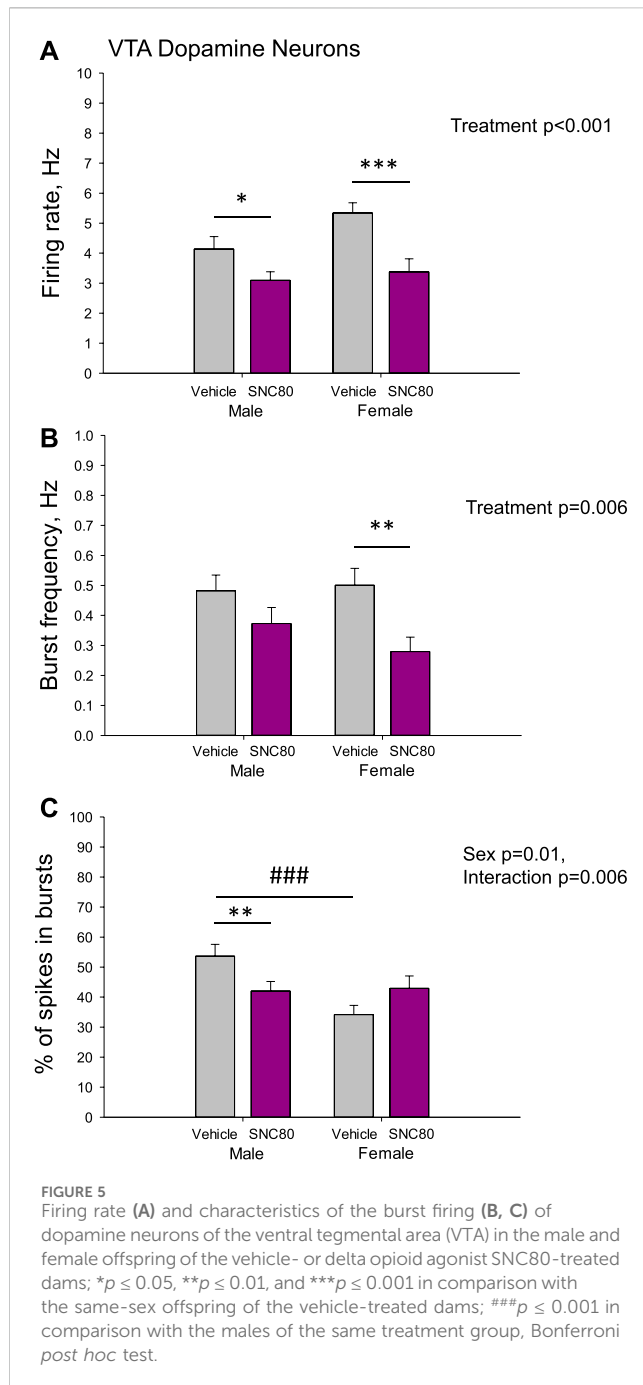 A VTA Dopamine Neurons
10
9
8
7
6
5
4
3
2
1
0
Firing rate, Hz
Treatment p<0.001
*
***
Vehicle SNC80 Vehicle SNC80
Male Female
B
1.0
0.9
0.8
0.7
0.6
0.5
0.4
0.3
0.2
0.1
0.0
Burst frequency, Hz
Treatment p=0.006
**
Vehicle SNC80 Vehicle SNC80
Male Female
C
100
90
80
70
60
50
40
30
20
10
0
% of spikes in bursts
Sex p=0.01,
Interaction p=0.006
###
**
Vehicle SNC80 Vehicle SNC80
Male Female
FIGURE 5
Firing rate (A) and characteristics of the burst firing (B, C) of
dopamine neurons of the ventral tegmental area (VTA) in the male and
female offspring of the vehicle- or delta opioid agonist SNC80-treated
dams; *p ≤ 0.05, **p ≤ 0.01, and ***p ≤ 0.001 in comparison with
the same-sex offspring of the vehicle-treated dams; ###p ≤ 0.001 in
comparison with the males of the same treatment group, Bonferroni
post hoc test.